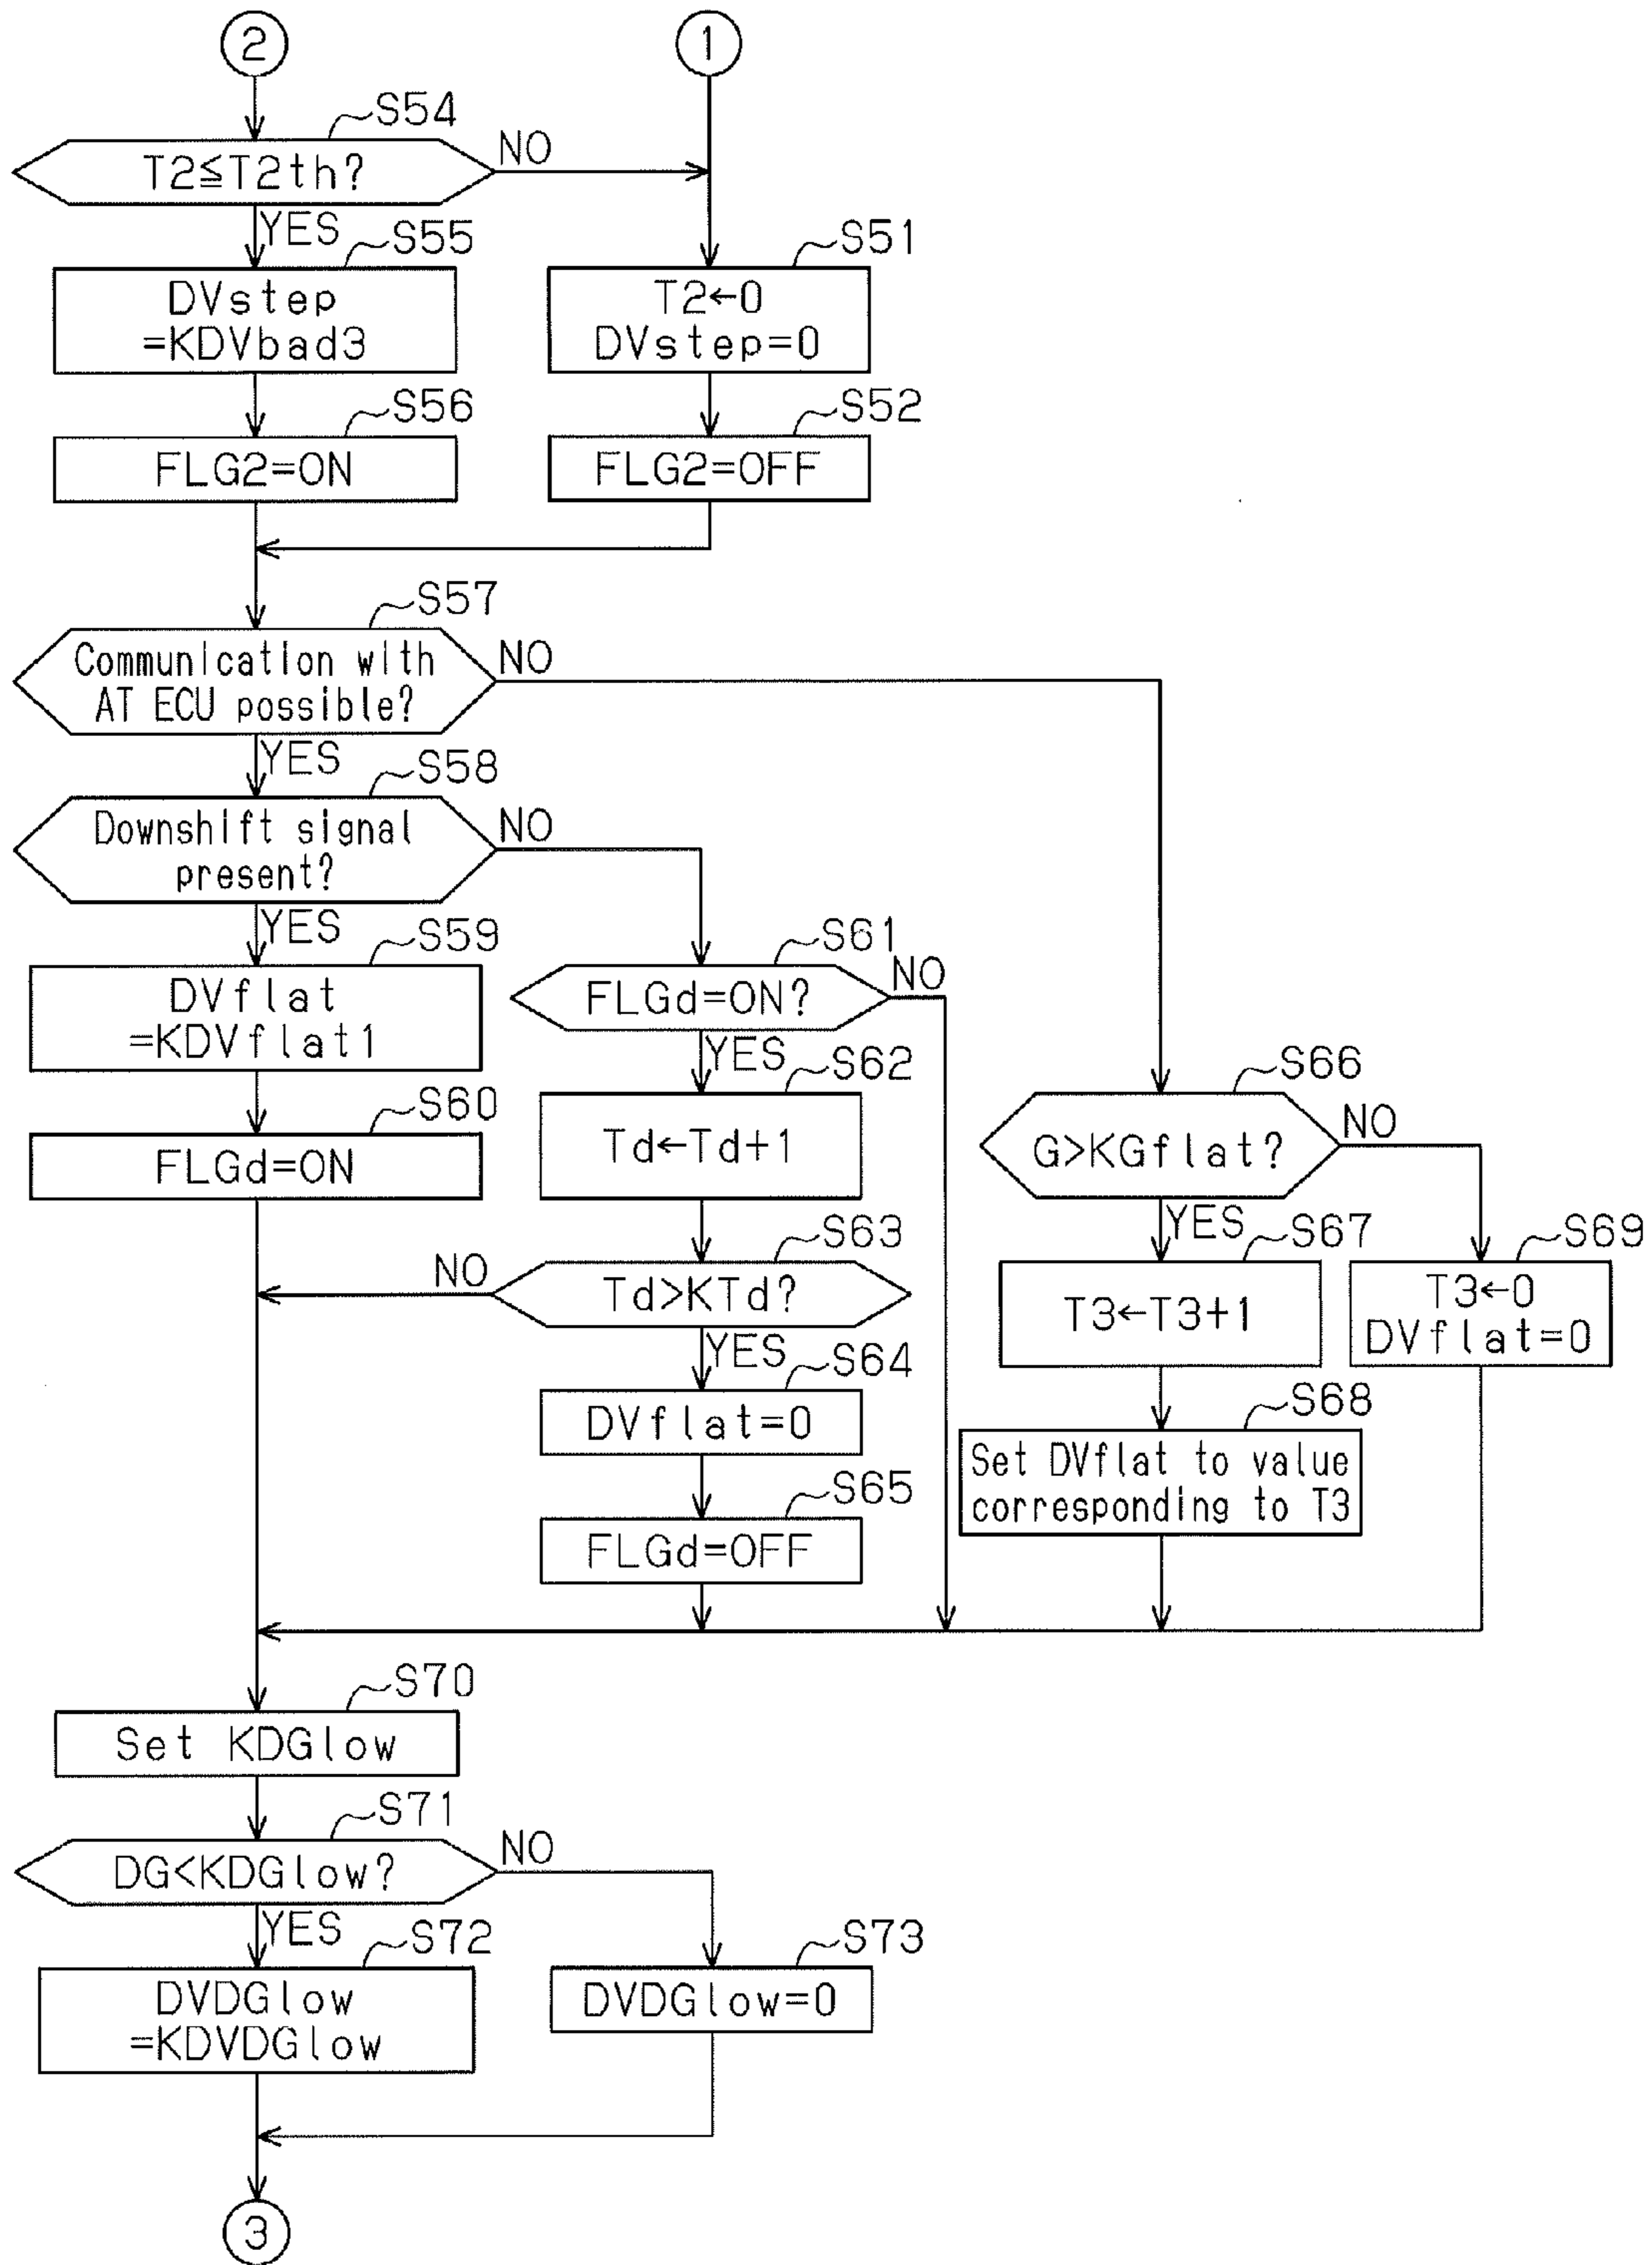 2
1
S54
T2≦T2th?
NO
YES
S55
DVstep
=KDVbad3
S51
T2←0
DVstep=0
S56
FLG2=ON
S52
FLG2=OFF
S57
Communication with
AT ECU possible?
NO
YES
S58
Downshift signal
present?
NO
YES
S59
DVflat
=KDVflat1
S60
FLGd=ON
S61
FLGd=ON?
NO
YES
S62
Td←Td+1
S63
Td>KTd?
NO
YES
S64
DVflat=0
S65
FLGd=OFF
S66
G>KGflat?
NO
YES
S67
T3←T3+1
S68
Set DVflat to value
corresponding to T3
S69
T3←0
DVflat=0
S70
Set KDGlow
S71
DG<KDGlow?
NO
YES
S72
DVDGlow
=KDVDGlow
S73
DVDGlow=0
3